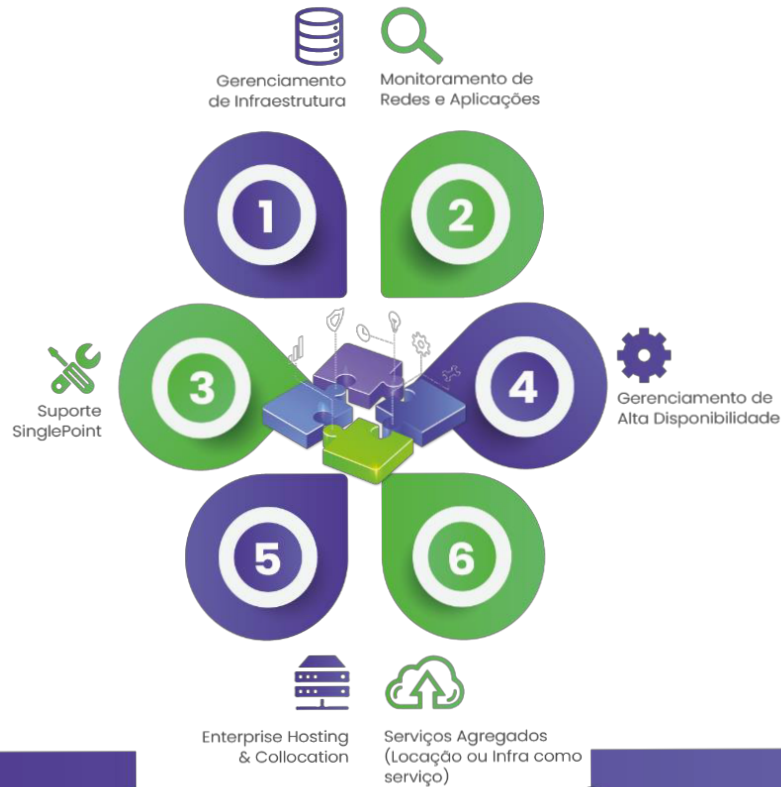 Gerenciamento
de Infraestrutura
Monitoramento de
Redes e Aplicações
1
2
3
Suporte
SinglePoint
4
Gerenciamento de
Alta Disponibilidade
5
6
Enterprise Hosting
& Collocation
Serviços Agregados
(Locação ou Infra como
serviço)